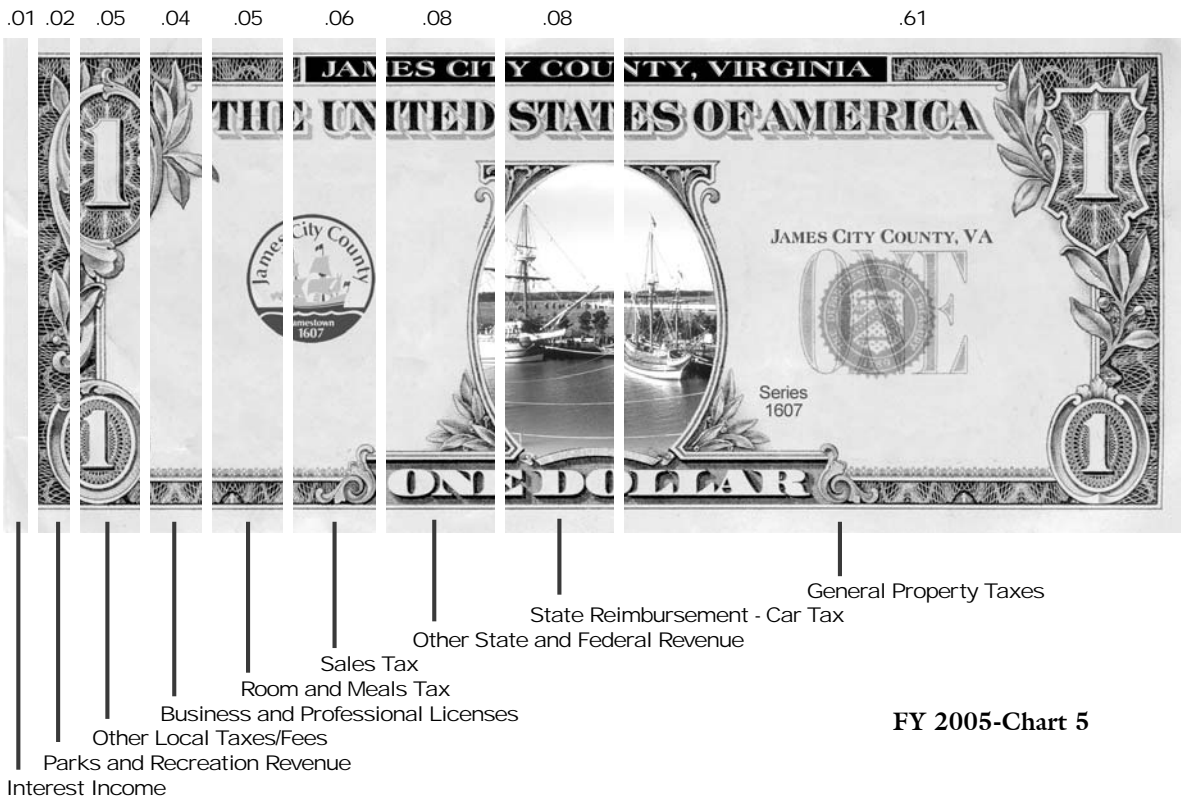 .01 .02 .05 .04 .05 .06 .08 .08 .61
JAMES CITY COUNTY, VIRGINIA
THE UNITED STATES OF AMERICA
1
1
James City County
Jamestown
1607
JAMES CITY COUNTY, VA
ONE
Series
1607
1
1
ONE DOLLAR
General Property Taxes
State Reimbursement - Car Tax
Other State and Federal Revenue
Sales Tax
Room and Meals Tax
Business and Professional Licenses
Other Local Taxes/Fees
Parks and Recreation Revenue
Interest Income
FY 2005-Chart 5